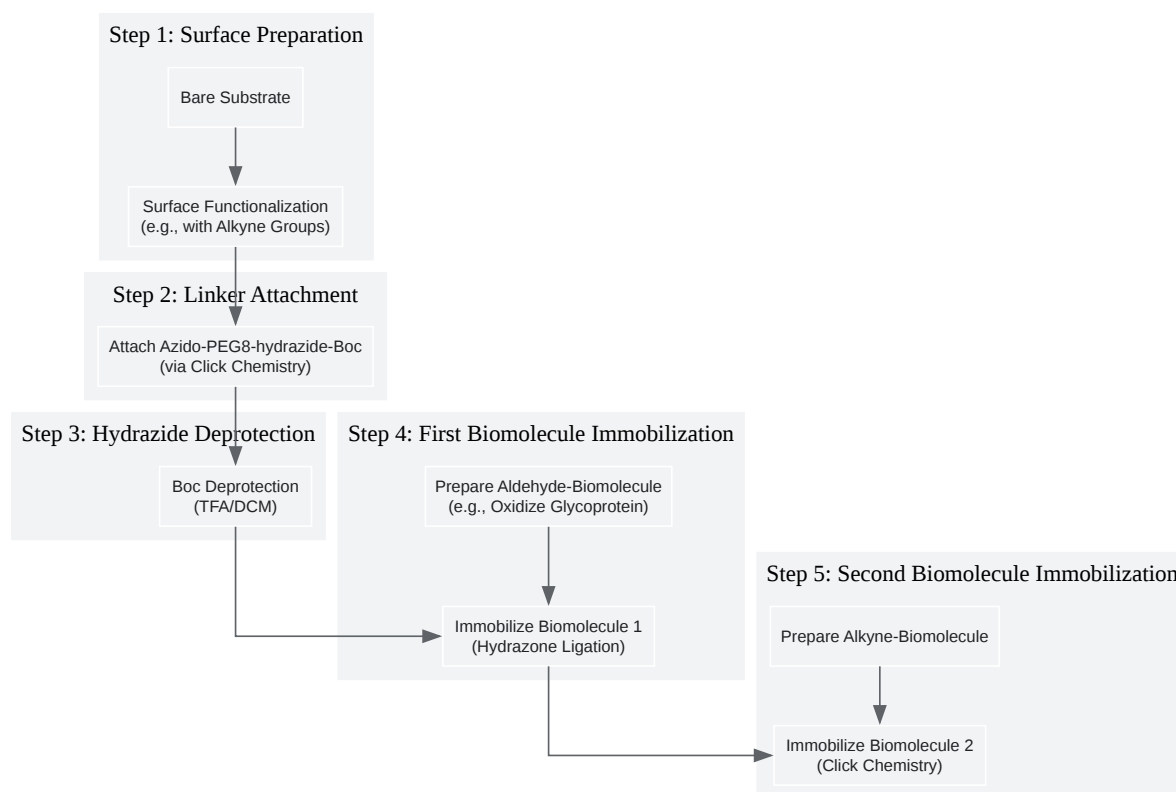 Step 1: Surface Preparation
Bare Substrate
Surface Functionalization
(e.g., with Alkyne Groups)
Step 2: Linker Attachment
Attach Azido-PEG8-hydrazide-Boc
(via Click Chemistry)
Step 3: Hydrazide Deprotection
Boc Deprotection
(TFA/DCM)
Step 4: First Biomolecule Immobilization
Prepare Aldehyde-Biomolecule
(e.g., Oxidize Glycoprotein)
Immobilize Biomolecule 1
(Hydrazone Ligation)
Step 5: Second Biomolecule Immobilization
Prepare Alkyne-Biomolecule
Immobilize Biomolecule 2
(Click Chemistry)